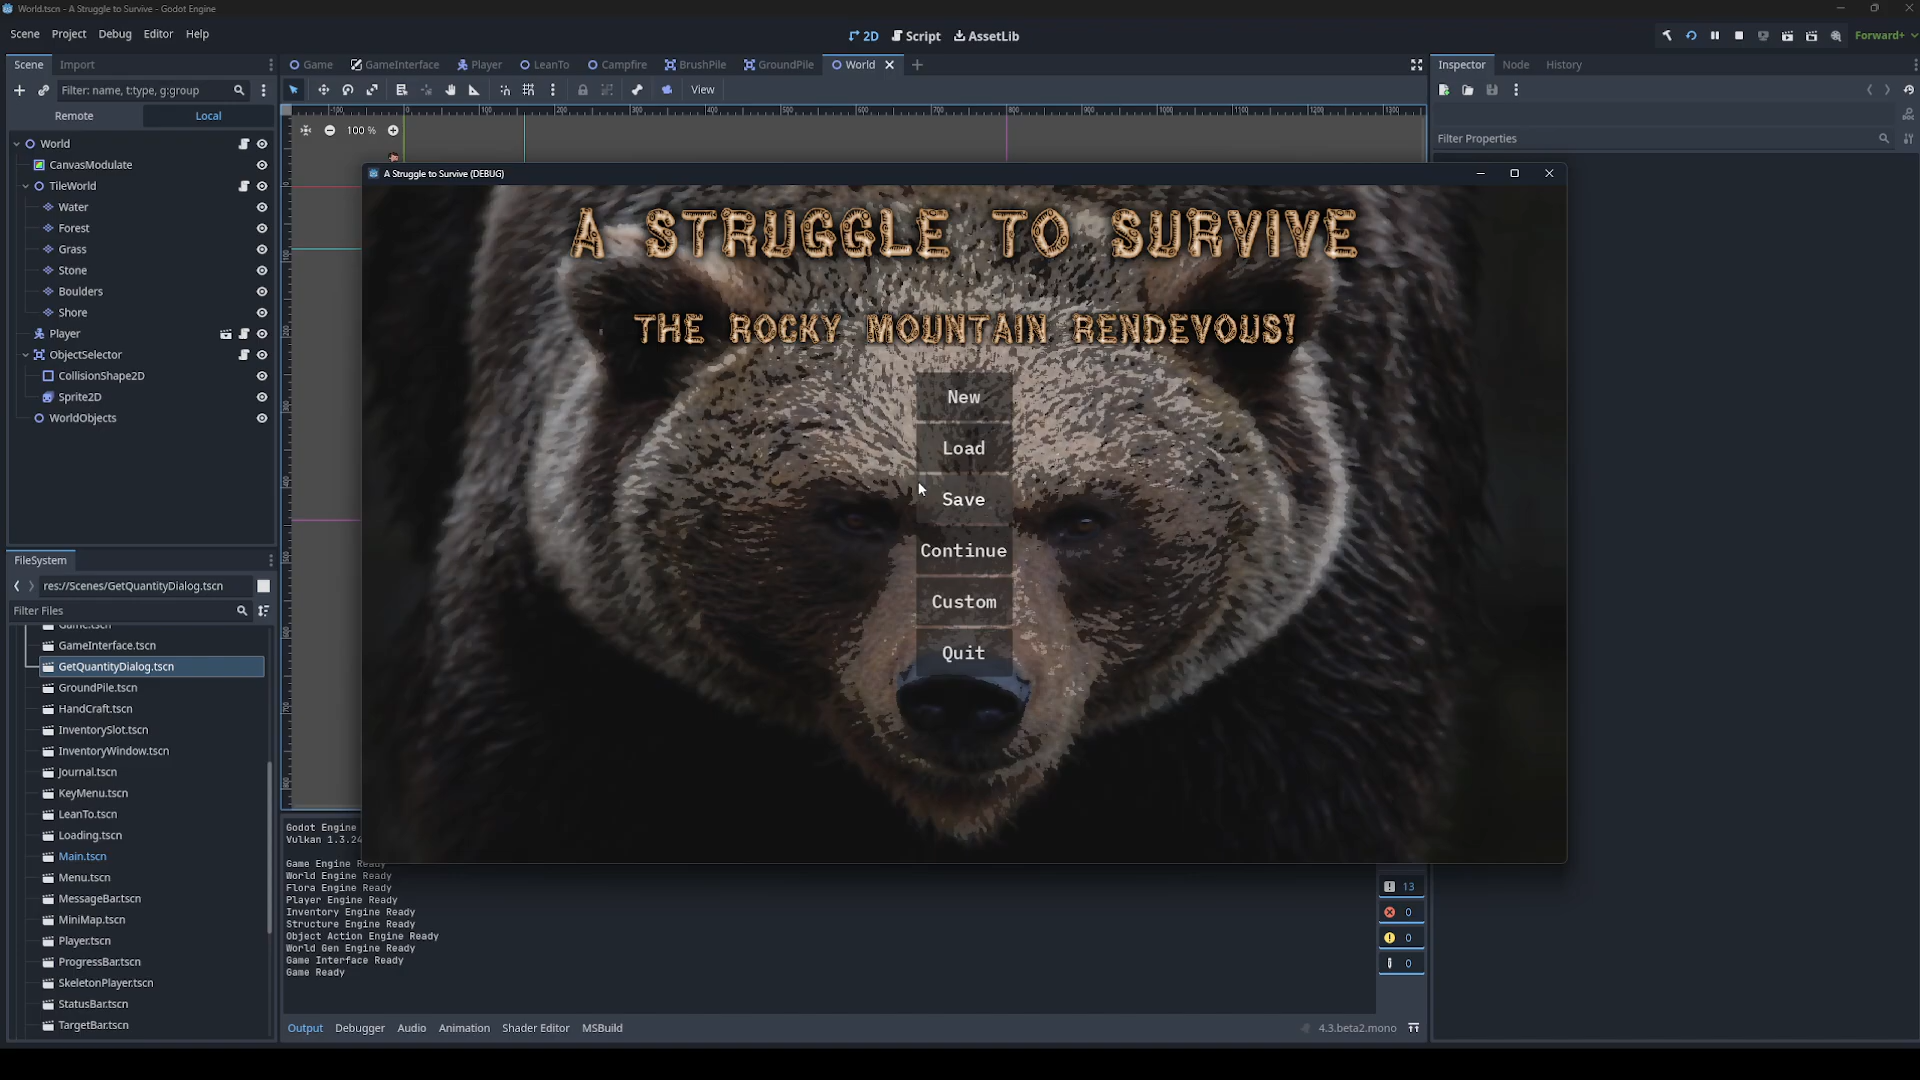 World.tscn - A Struggle to Survive - Godot Engine
Scene Project Debug Editor Help
2D Script AssetLib
Forward+
Scene Import
Game GameInterface Player LeanTo Campfire BrushPile GroundPile World
Inspector Node History
Filter: name, t:type, g:group
View
Remote Local
100 %
Filter Properties
World
CanvasModulate
TileWorld
Water
Forest
Grass
Stone
Boulders
Shore
Player
ObjectSelector
CollisionShape2D
Sprite2D
WorldObjects
A Struggle to Survive (DEBUG)
A STRUGGLE TO SURVIVE
THE ROCKY MOUNTAIN RENDEVOUS!
New
Load
Save
Continue
Custom
Quit
FileSystem
res://Scenes/GetQuantityDialog.tscn
Filter Files
Game.tscn
GameInterface.tscn
GetQuantityDialog.tscn
GroundPile.tscn
HandCraft.tscn
InventorySlot.tscn
InventoryWindow.tscn
Journal.tscn
KeyMenu.tscn
LeanTo.tscn
Loading.tscn
Main.tscn
Menu.tscn
MessageBar.tscn
MiniMap.tscn
Player.tscn
ProgressBar.tscn
SkeletonPlayer.tscn
StatusBar.tscn
TargetBar.tscn
Godot Engine
Vulkan 1.3.24
Game Engine Ready
World Engine Ready
Flora Engine Ready
Player Engine Ready
Inventory Engine Ready
Structure Engine Ready
Object Action Engine Ready
World Gen Engine Ready
Game Interface Ready
Game Ready
13
0
0
0
Output Debugger Audio Animation Shader Editor MSBuild
4.3.beta2.mono